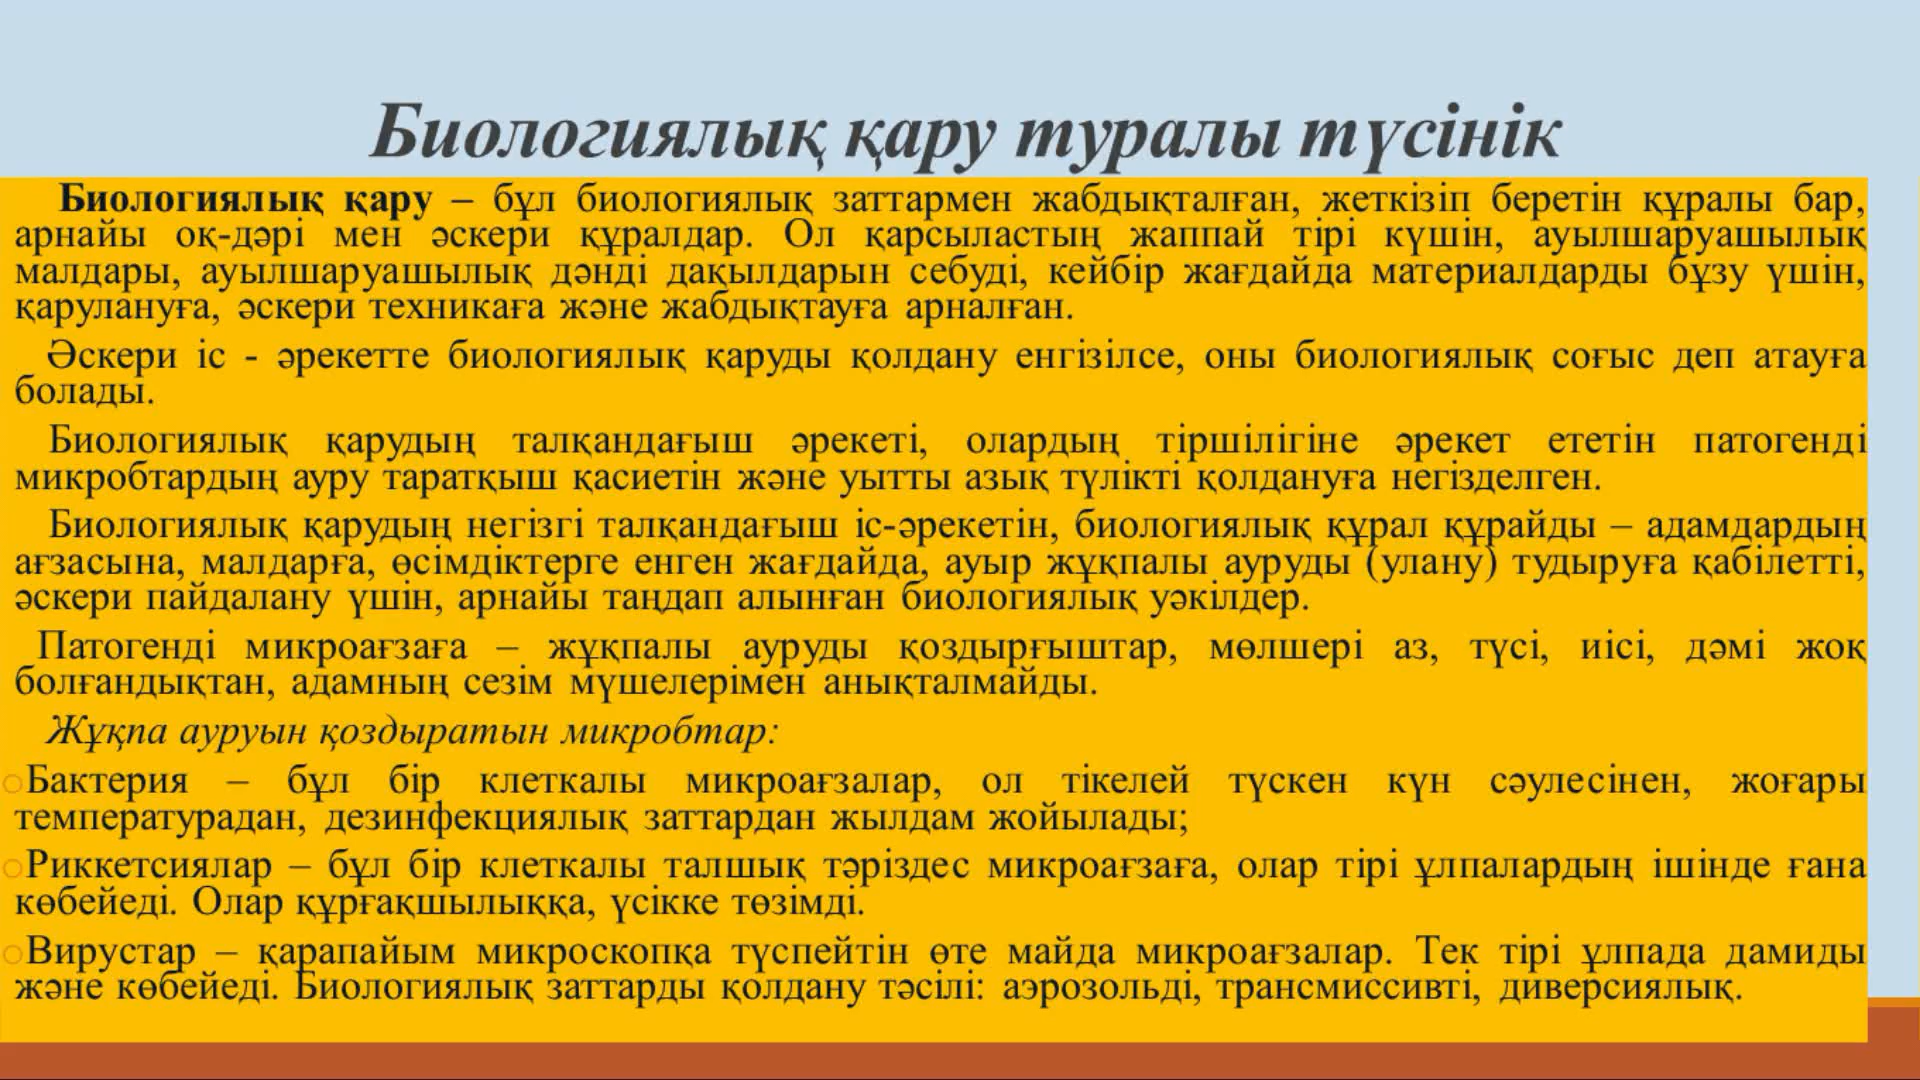 Биологиялық қару туралы түсінік
Биологиялық қару – бұл биологиялық заттармен жабдықталған, жеткізіп беретін құралы бар,
арнайы оқ-дәрі мен әскери құралдар. Ол қарсыластың жаппай тірі күшін, ауылшаруашылық
малдары, ауылшаруашылық дәнді дақылдарын себуді, кейбір жағдайда материалдарды бұзу үшін,
қарулануға, әскери техникаға және жабдықтауға арналған.
Әскери іс - әрекетте биологиялық қаруды қолдану енгізілсе, оны биологиялық соғыс деп атауға
болады.
Биологиялық қарудың талқандағыш әрекеті, олардың тіршілігіне әрекет ететін патогенді
микробтардың ауру таратқыш қасиетін және уытты азық түлікті қолдануға негізделген.
Биологиялық қарудың негізгі талқандағыш іс-әрекетін, биологиялық құрал құрайды – адамдардың
ағзасына, малдарға, өсімдіктерге енген жағдайда, ауыр жұқпалы ауруды (улану) тудыруға қабілетті,
әскери пайдалану үшін, арнайы таңдап алынған биологиялық уәкілдер.
Патогенді микроағзаға – жұқпалы ауруды қоздырғыштар, мөлшері аз, түсі, иісі, дәмі жоқ
болғандықтан, адамның сезім мүшелерімен анықталмайды.
Жұқпа ауруын қоздыратын микробтар:
Бактерия – бұл бір клеткалы микроағзалар, ол тікелей түскен күн сәулесінен, жоғары
температурадан, дезинфекциялық заттардан жылдам жойылады;
Риккетсиялар – бұл бір клеткалы талшық тәріздес микроағзаға, олар тірі ұлпалардың ішінде ғана
көбейеді. Олар құрғақшылыққа, үсікке төзімді.
Вирустар – қарапайым микроскопқа түспейтін өте майда микроағзалар. Тек тірі ұлпада дамиды
және көбейеді. Биологиялық заттарды қолдану тәсілі: аэрозольді, трансмиссивті, диверсиялық.